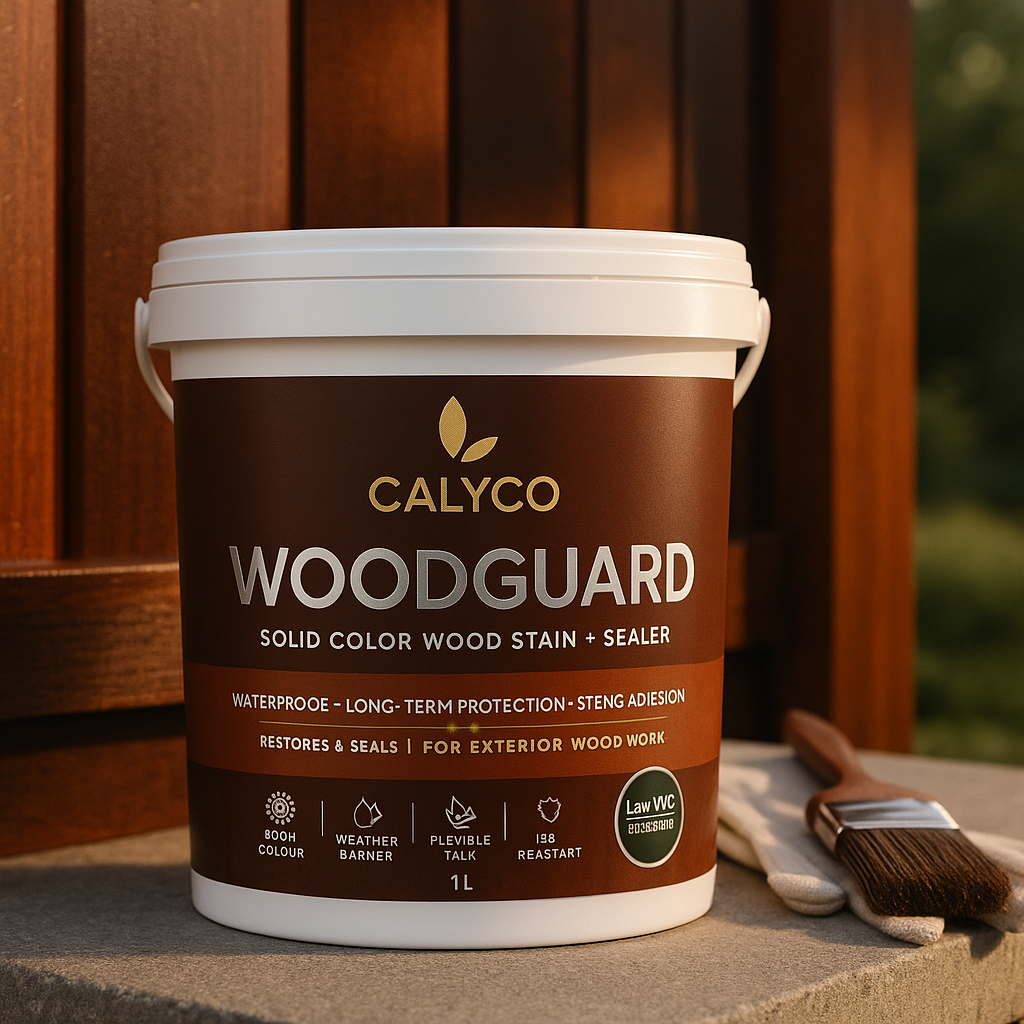 CALYCO
WOODGUARD
SOLID COLOR WOOD STAIN + SEALER
WATERPROOE – LONG- TERM PROTECTION - STENG ADIESION
RESTORES & SEALS | FOR EXTERIOR WOOD WORK
800H
COLOUR
WEATHER
BARNER
PLEVIBLE
TALK
198
REASTART
Law VVC
1L